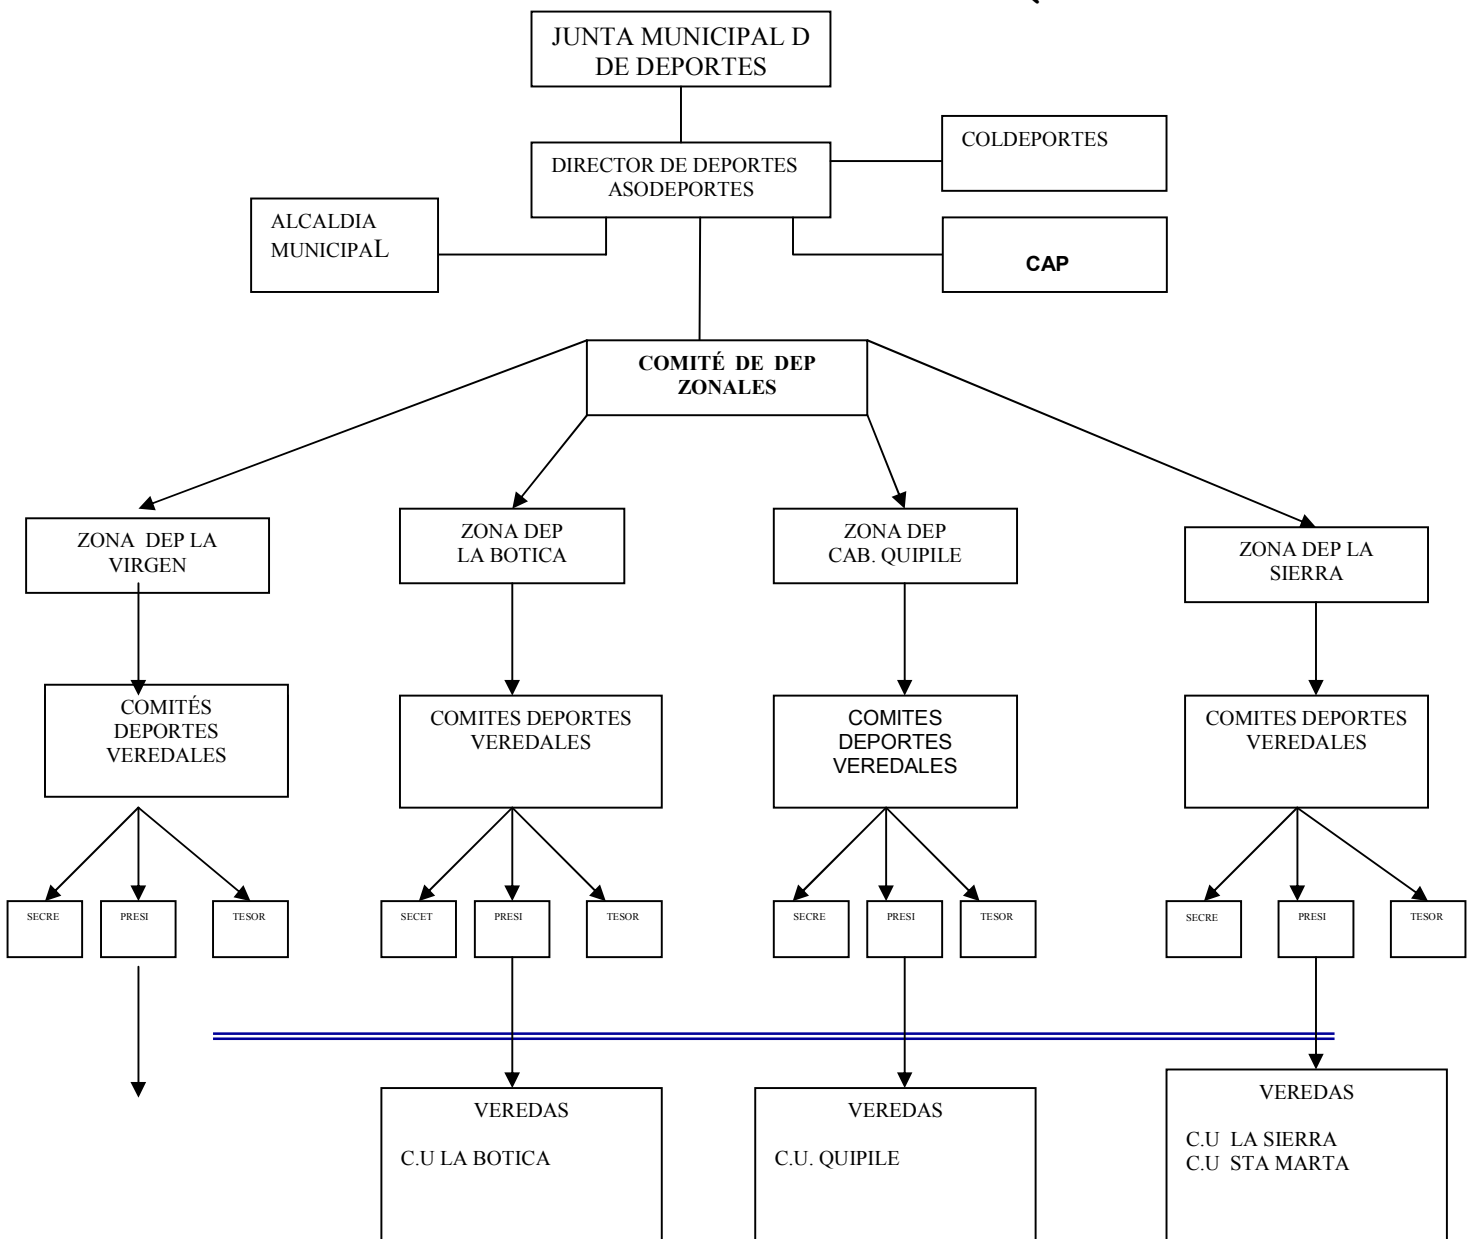 JUNTA MUNICIPAL D
DE DEPORTES
COLDEPORTES
DIRECTOR DE DEPORTES
ASODEPORTES
ALCALDIA
MUNICIPAL
CAP
COMITÉ DE DEP
ZONALES
ZONA DEP LA
VIRGEN
ZONA DEP
LA BOTICA
ZONA DEP
CAB. QUIPILE
ZONA DEP LA
SIERRA
COMITÉS
DEPORTES
VEREDALES
COMITES DEPORTES
VEREDALES
COMITES
DEPORTES
VEREDALES
COMITES DEPORTES
VEREDALES
SECRE
PRESI
TESOR
SECET
PRESI
TESOR
SECRE
PRESI
TESOR
SECRE
PRESI
TESOR
VEREDAS
C.U LA BOTICA
VEREDAS
C.U. QUIPILE
VEREDAS
C.U LA SIERRA
C.U STA MARTA